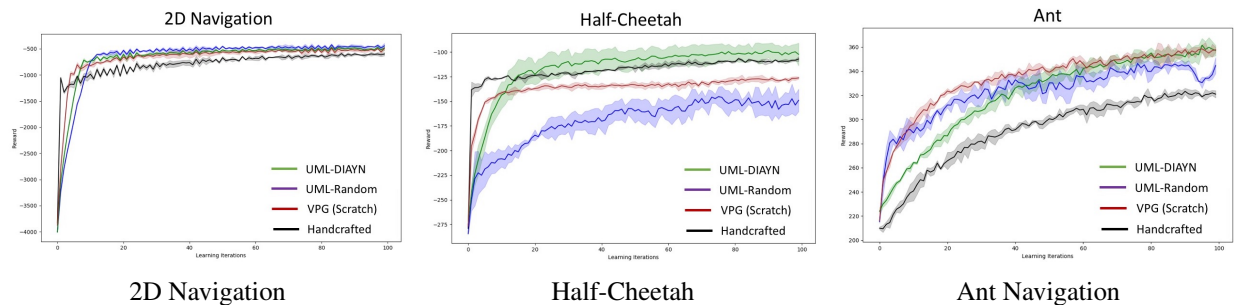 2D Navigation
Reward
−500
−1000
−1500
−2000
−2500
−3000
−3500
−4000
0
20
40
60
80
100
Learning Iterations
UML-DIAYN
UML-Random
VPG (Scratch)
Handcrafted
2D Navigation
Half-Cheetah
Reward
−100
−125
−150
−175
−200
−225
−250
−275
0
20
40
60
80
100
Learning Iterations
UML-DIAYN
UML-Random
VPG (Scratch)
Handcrafted
Half-Cheetah
Ant
Reward
360
340
320
300
280
260
240
220
200
0
20
40
60
80
100
Learning Iterations
UML-DIAYN
UML-Random
VPG (Scratch)
Handcrafted
Ant Navigation